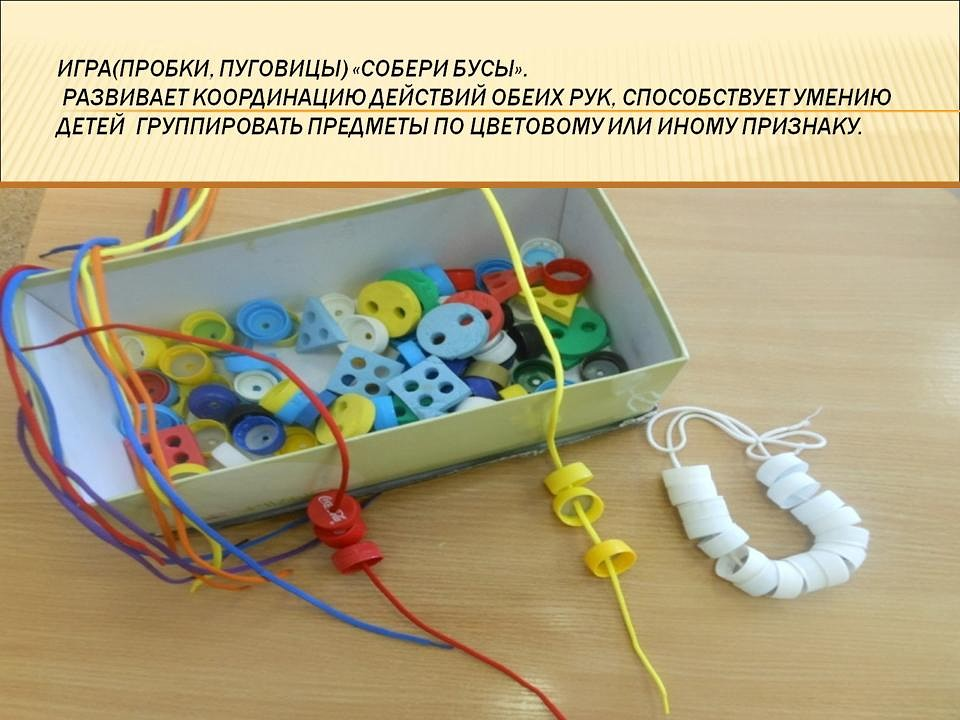 ИГРА(ПРОБКИ, ПУГОВИЦЫ) «СОБЕРИ БУСЫ».
РАЗВИВАЕТ КООРДИНАЦИЮ ДЕЙСТВИЙ ОБЕИХ РУК, СПОСОБСТВУЕТ УМЕНИЮ
ДЕТЕЙ ГРУППИРОВАТЬ ПРЕДМЕТЫ ПО ЦВЕТОВОМУ ИЛИ ИНОМУ ПРИЗНАКУ.